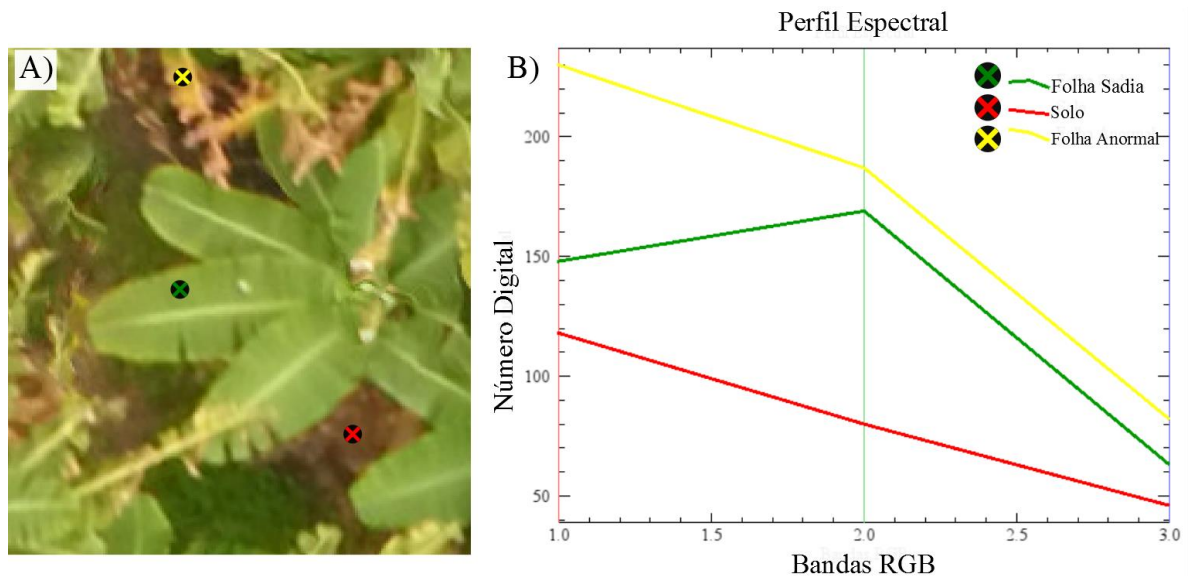 A)
B)
Perfil Espectral
Folha Sadia
Solo
Folha Anormal
Número Digital
200
150
100
50
1.0 1.5 2.0 2.5 3.0
Bandas RGB